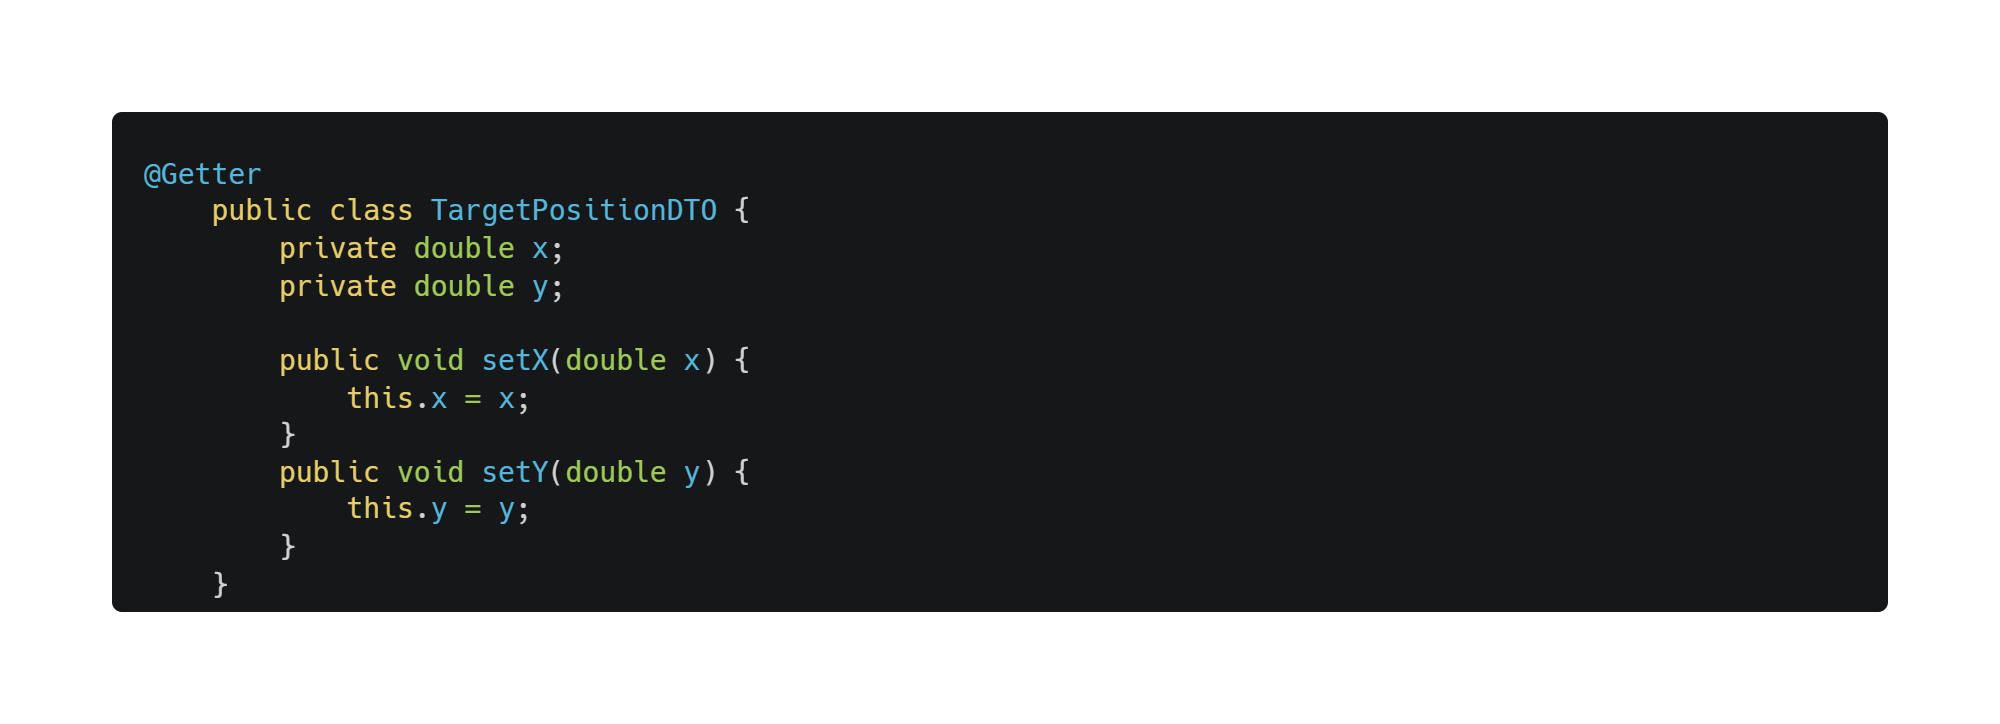 @Getter
    public class TargetPositionDTO {
        private double x;
        private double y;

        public void setX(double x) {
            this.x = x;
        }
        public void setY(double y) {
            this.y = y;
        }
    }